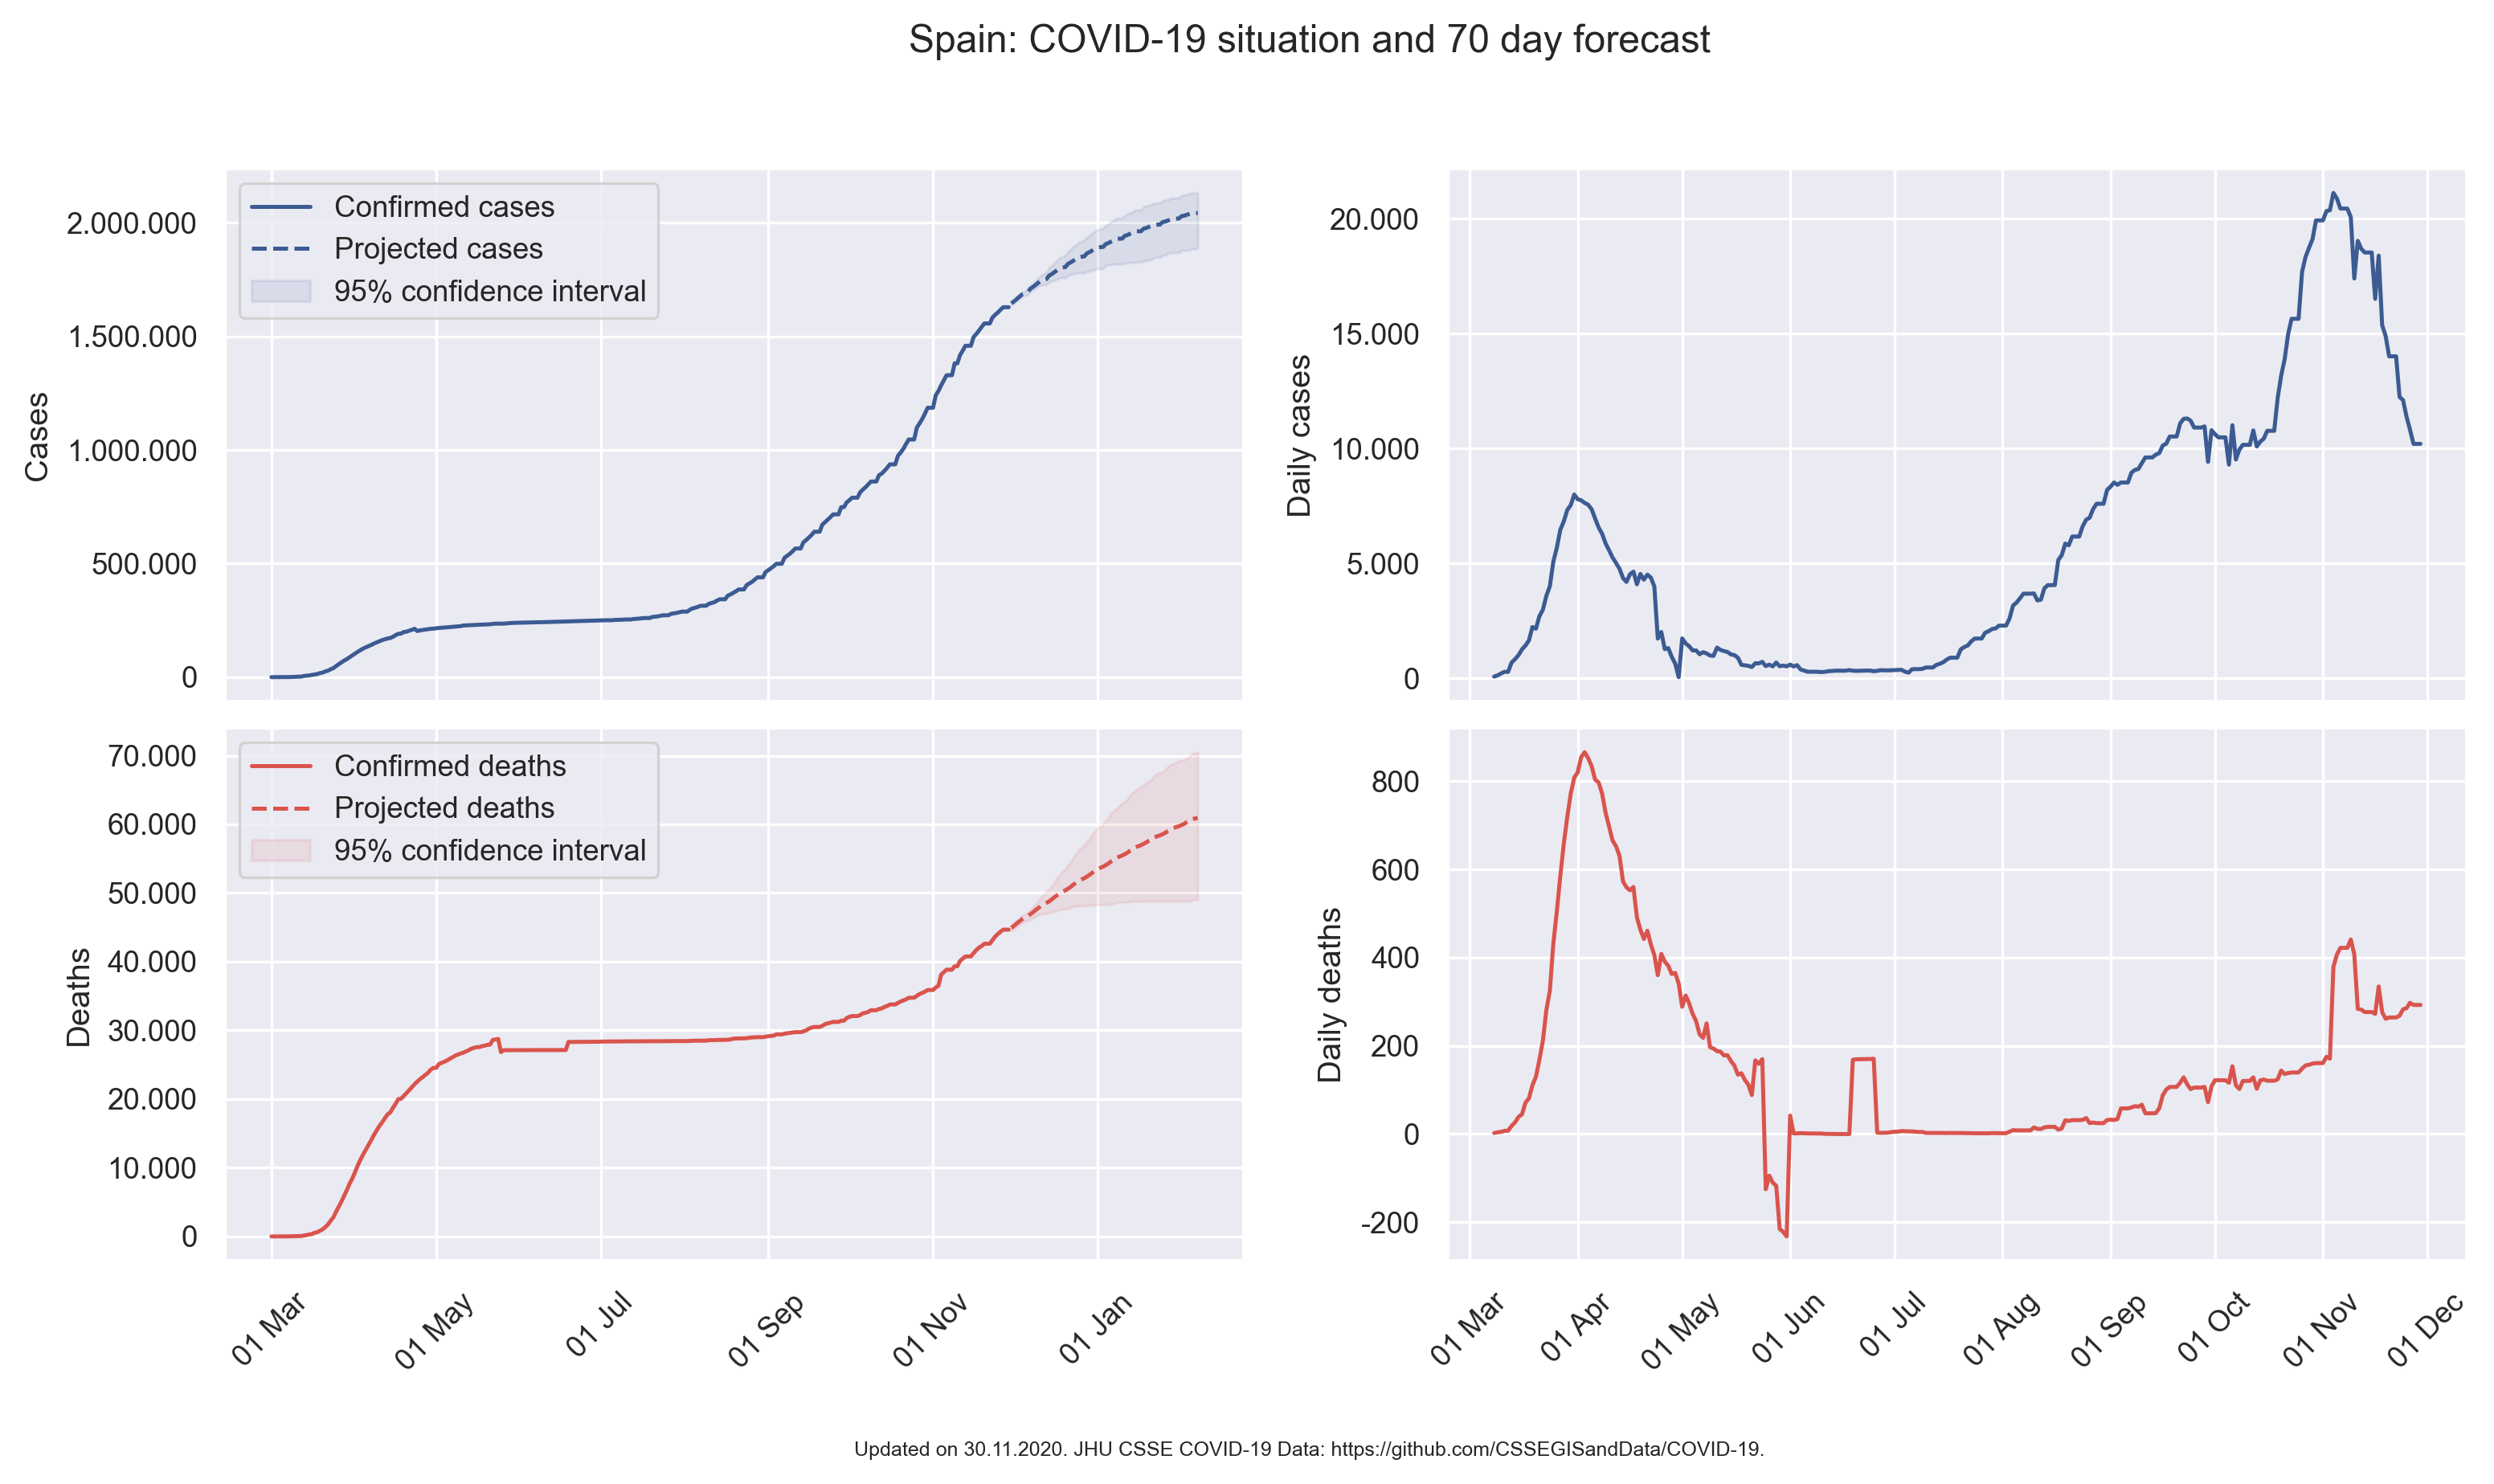 Spain: COVID-19 situation and 70 day forecast
Confirmed cases
Projected cases
95% confidence interval
2.000.000
1.500.000
1.000.000
500.000
0
Cases
20.000
15.000
10.000
5.000
0
Daily cases
Confirmed deaths
Projected deaths
95% confidence interval
70.000
60.000
50.000
40.000
30.000
20.000
10.000
0
Deaths
01 Mar
01 May
01 Jul
01 Sep
01 Nov
01 Jan
800
600
400
200
0
-200
Daily deaths
01 Mar
01 Apr
01 May
01 Jun
01 Jul
01 Aug
01 Sep
01 Oct
01 Nov
01 Dec
Updated on 30.11.2020. JHU CSSE COVID-19 Data: https://github.com/CSSEGISandData/COVID-19.